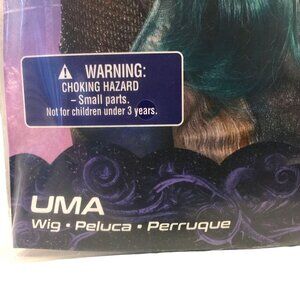 WARNING:
CHOKING HAZARD
- Small parts.
Not for children under 3 years.
UMA
Wig • Peluca • Perruque